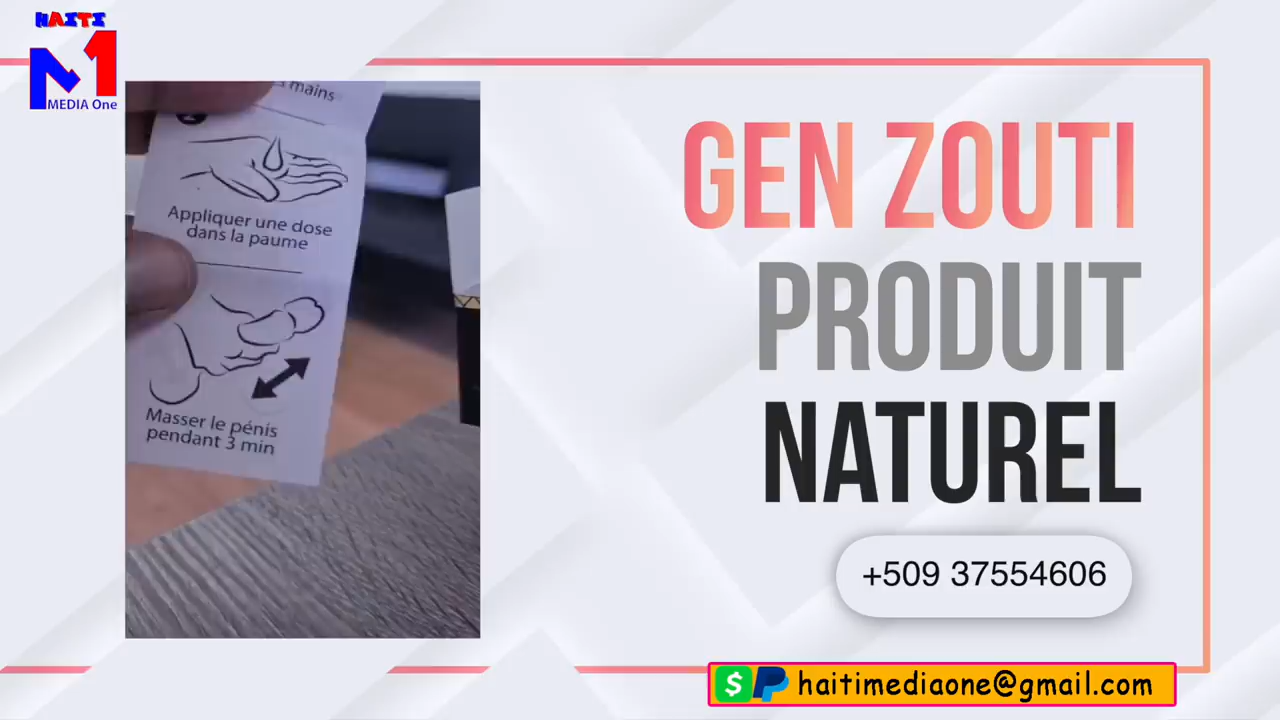 HAITI
M1
MEDIA One
mains
Appliquer une dose
dans la paume
Masser le pénis
pendant 3 min
GEN ZOUTI
PRODUIT
NATUREL
+509 37554606
$ P haitimediaone@gmail.com